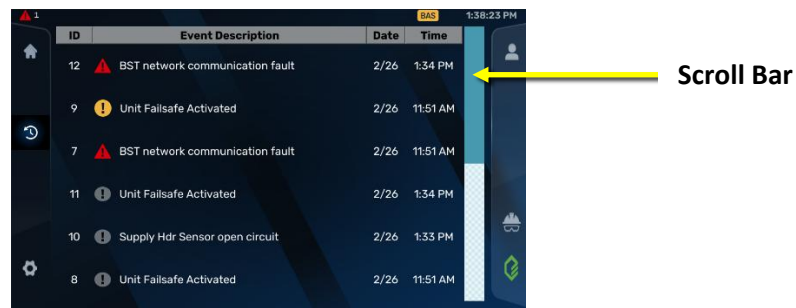 1 BAS 1:38:23 PM
ID Event Description Date Time
12 BST network communication fault 2/26 1:34 PM
Scroll Bar
9 Unit Failsafe Activated 2/26 11:51 AM
7 BST network communication fault 2/26 11:51 AM
11 Unit Failsafe Activated 2/26 1:34 PM
10 Supply Hdr Sensor open circuit 2/26 1:33 PM
8 Unit Failsafe Activated 2/26 11:51 AM